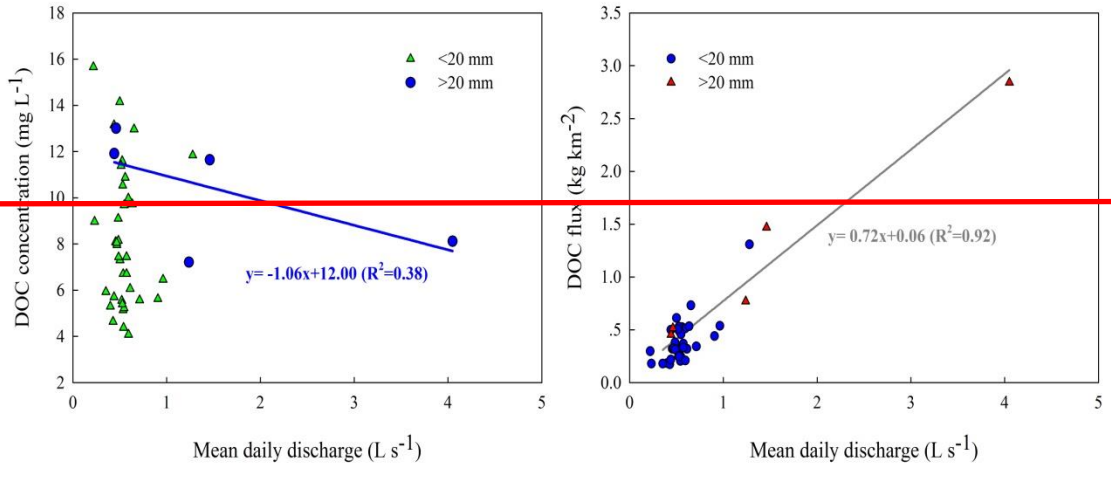 18
16
14
12
10
8
6
4
2
DOC concentration (mg L-1)
<20 mm
>20 mm
y= -1.06x+12.00 (R2=0.38)
0
1
2
3
4
5
Mean daily discharge (L s-1)
3.5
3.0
2.5
2.0
1.5
1.0
.5
0.0
DOC flux (kg km-2)
<20 mm
>20 mm
y= 0.72x+0.06 (R2=0.92)
0
1
2
3
4
5
Mean daily discharge (L s-1)